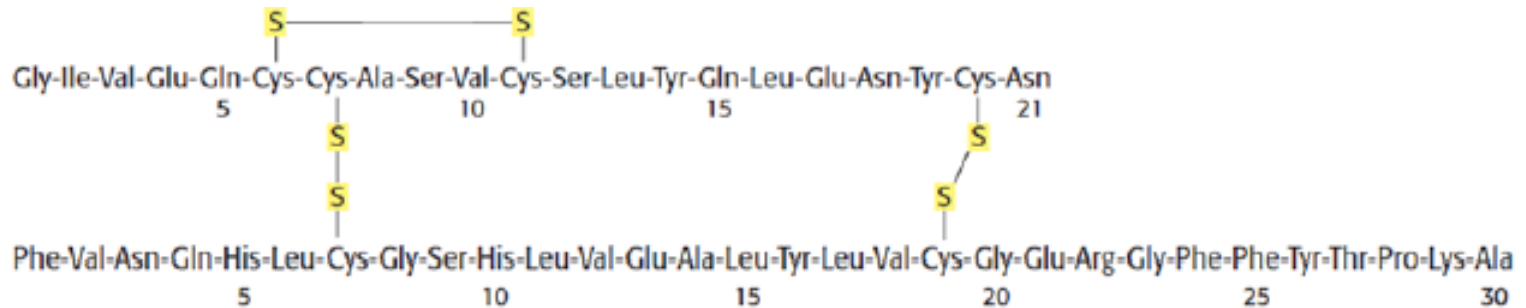 S S
Gly-Ile-Val-Glu-Gln-Cys-Cys-Ala-Ser-Val-Cys-Ser-Leu-Tyr-Gln-Leu-Glu-Asn-Tyr-Cys-Asn
5 10 15 21
S S
S S
Phe-Val-Asn-Gln-His-Leu-Cys-Gly-Ser-His-Leu-Val-Glu-Ala-Leu-Tyr-Leu-Val-Cys-Gly-Glu-Arg-Gly-Phe-Phe-Tyr-Thr-Pro-Lys-Ala
5 10 15 20 25 30